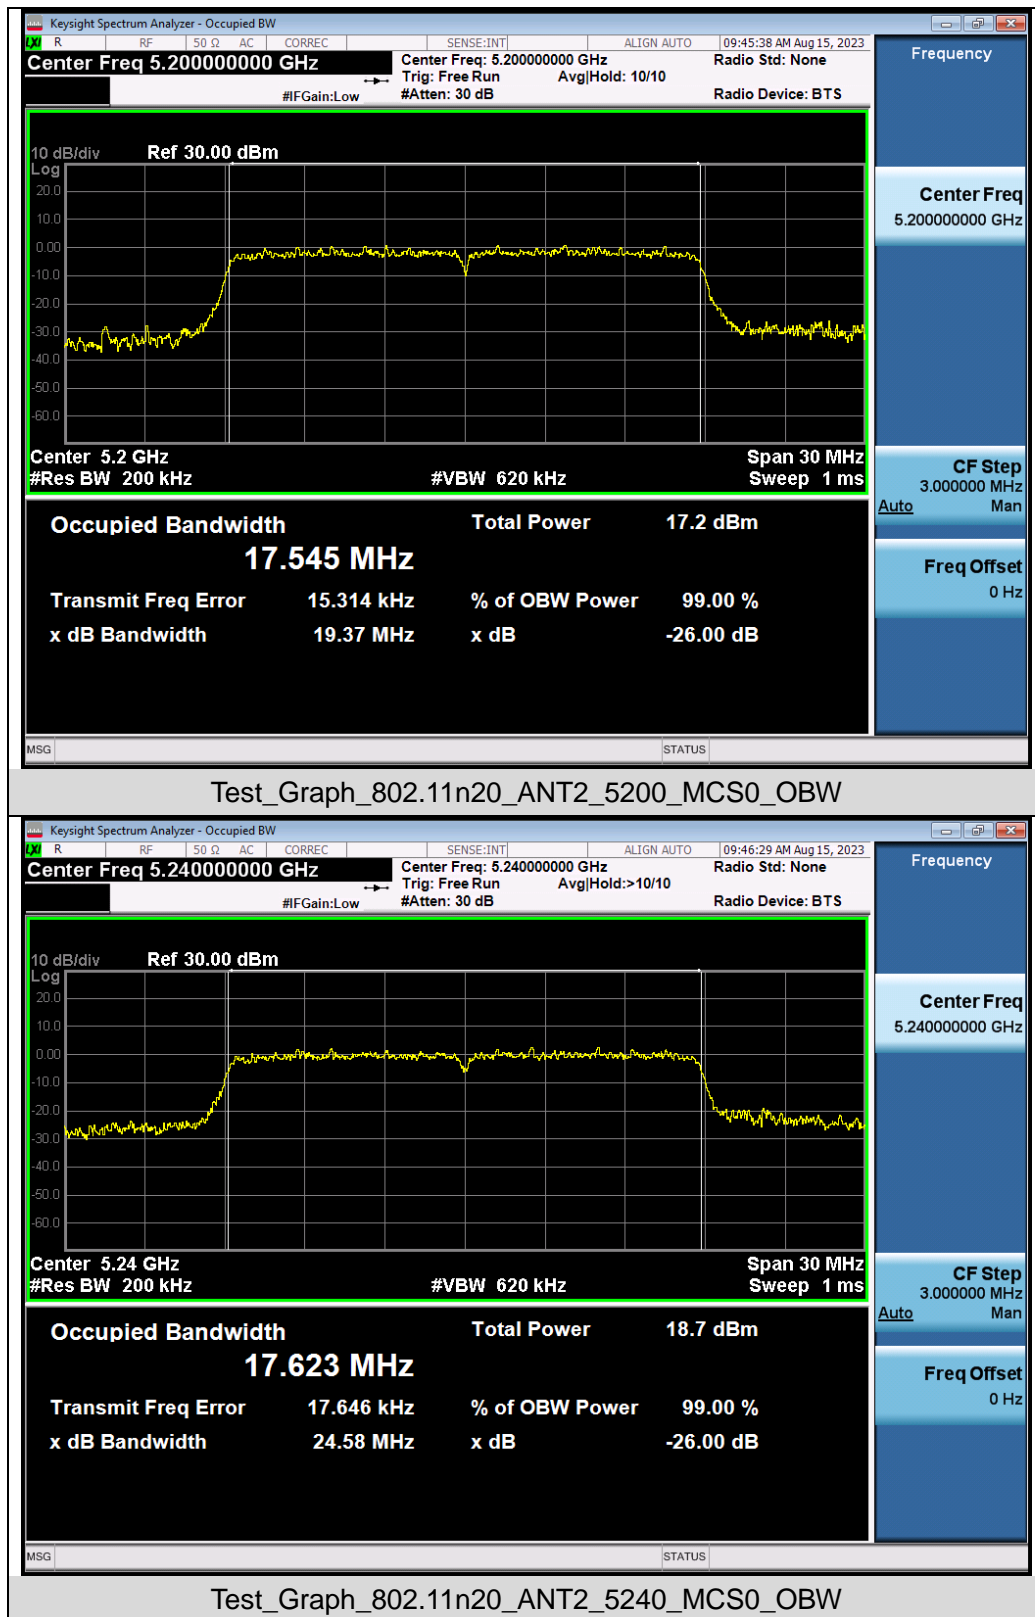 Keysight Spectrum Analyzer - Occupied BW
LXI R RF 50 Ω AC CORREC SENSE:INT ALIGN AUTO 09:45:38 AM Aug 15, 2023
Center Freq 5.200000000 GHz Center Freq: 5.200000000 GHz Radio Std: None
Trig: Free Run Avg|Hold: 10/10
#IFGain:Low #Atten: 30 dB Radio Device: BTS
Frequency
10 dB/div Ref 30.00 dBm
Log
20.0
10.0
0.00
-10.0
-20.0
-30.0
-40.0
-50.0
-60.0
Center 5.2 GHz Span 30 MHz
#Res BW 200 kHz #VBW 620 kHz Sweep 1 ms
Center Freq
5.200000000 GHz
CF Step
3.000000 MHz
Auto Man
Freq Offset
0 Hz
Occupied Bandwidth Total Power 17.2 dBm
17.545 MHz
Transmit Freq Error 15.314 kHz % of OBW Power 99.00 %
x dB Bandwidth 19.37 MHz x dB -26.00 dB
MSG STATUS
Test_Graph_802.11n20_ANT2_5200_MCS0_OBW
Keysight Spectrum Analyzer - Occupied BW
LXI R RF 50 Ω AC CORREC SENSE:INT ALIGN AUTO 09:46:29 AM Aug 15, 2023
Center Freq 5.240000000 GHz Center Freq: 5.240000000 GHz Radio Std: None
Trig: Free Run Avg|Hold:>10/10
#IFGain:Low #Atten: 30 dB Radio Device: BTS
Frequency
10 dB/div Ref 30.00 dBm
Log
20.0
10.0
0.00
-10.0
-20.0
-30.0
-40.0
-50.0
-60.0
Center 5.24 GHz Span 30 MHz
#Res BW 200 kHz #VBW 620 kHz Sweep 1 ms
Center Freq
5.240000000 GHz
CF Step
3.000000 MHz
Auto Man
Freq Offset
0 Hz
Occupied Bandwidth Total Power 18.7 dBm
17.623 MHz
Transmit Freq Error 17.646 kHz % of OBW Power 99.00 %
x dB Bandwidth 24.58 MHz x dB -26.00 dB
MSG STATUS
Test_Graph_802.11n20_ANT2_5240_MCS0_OBW